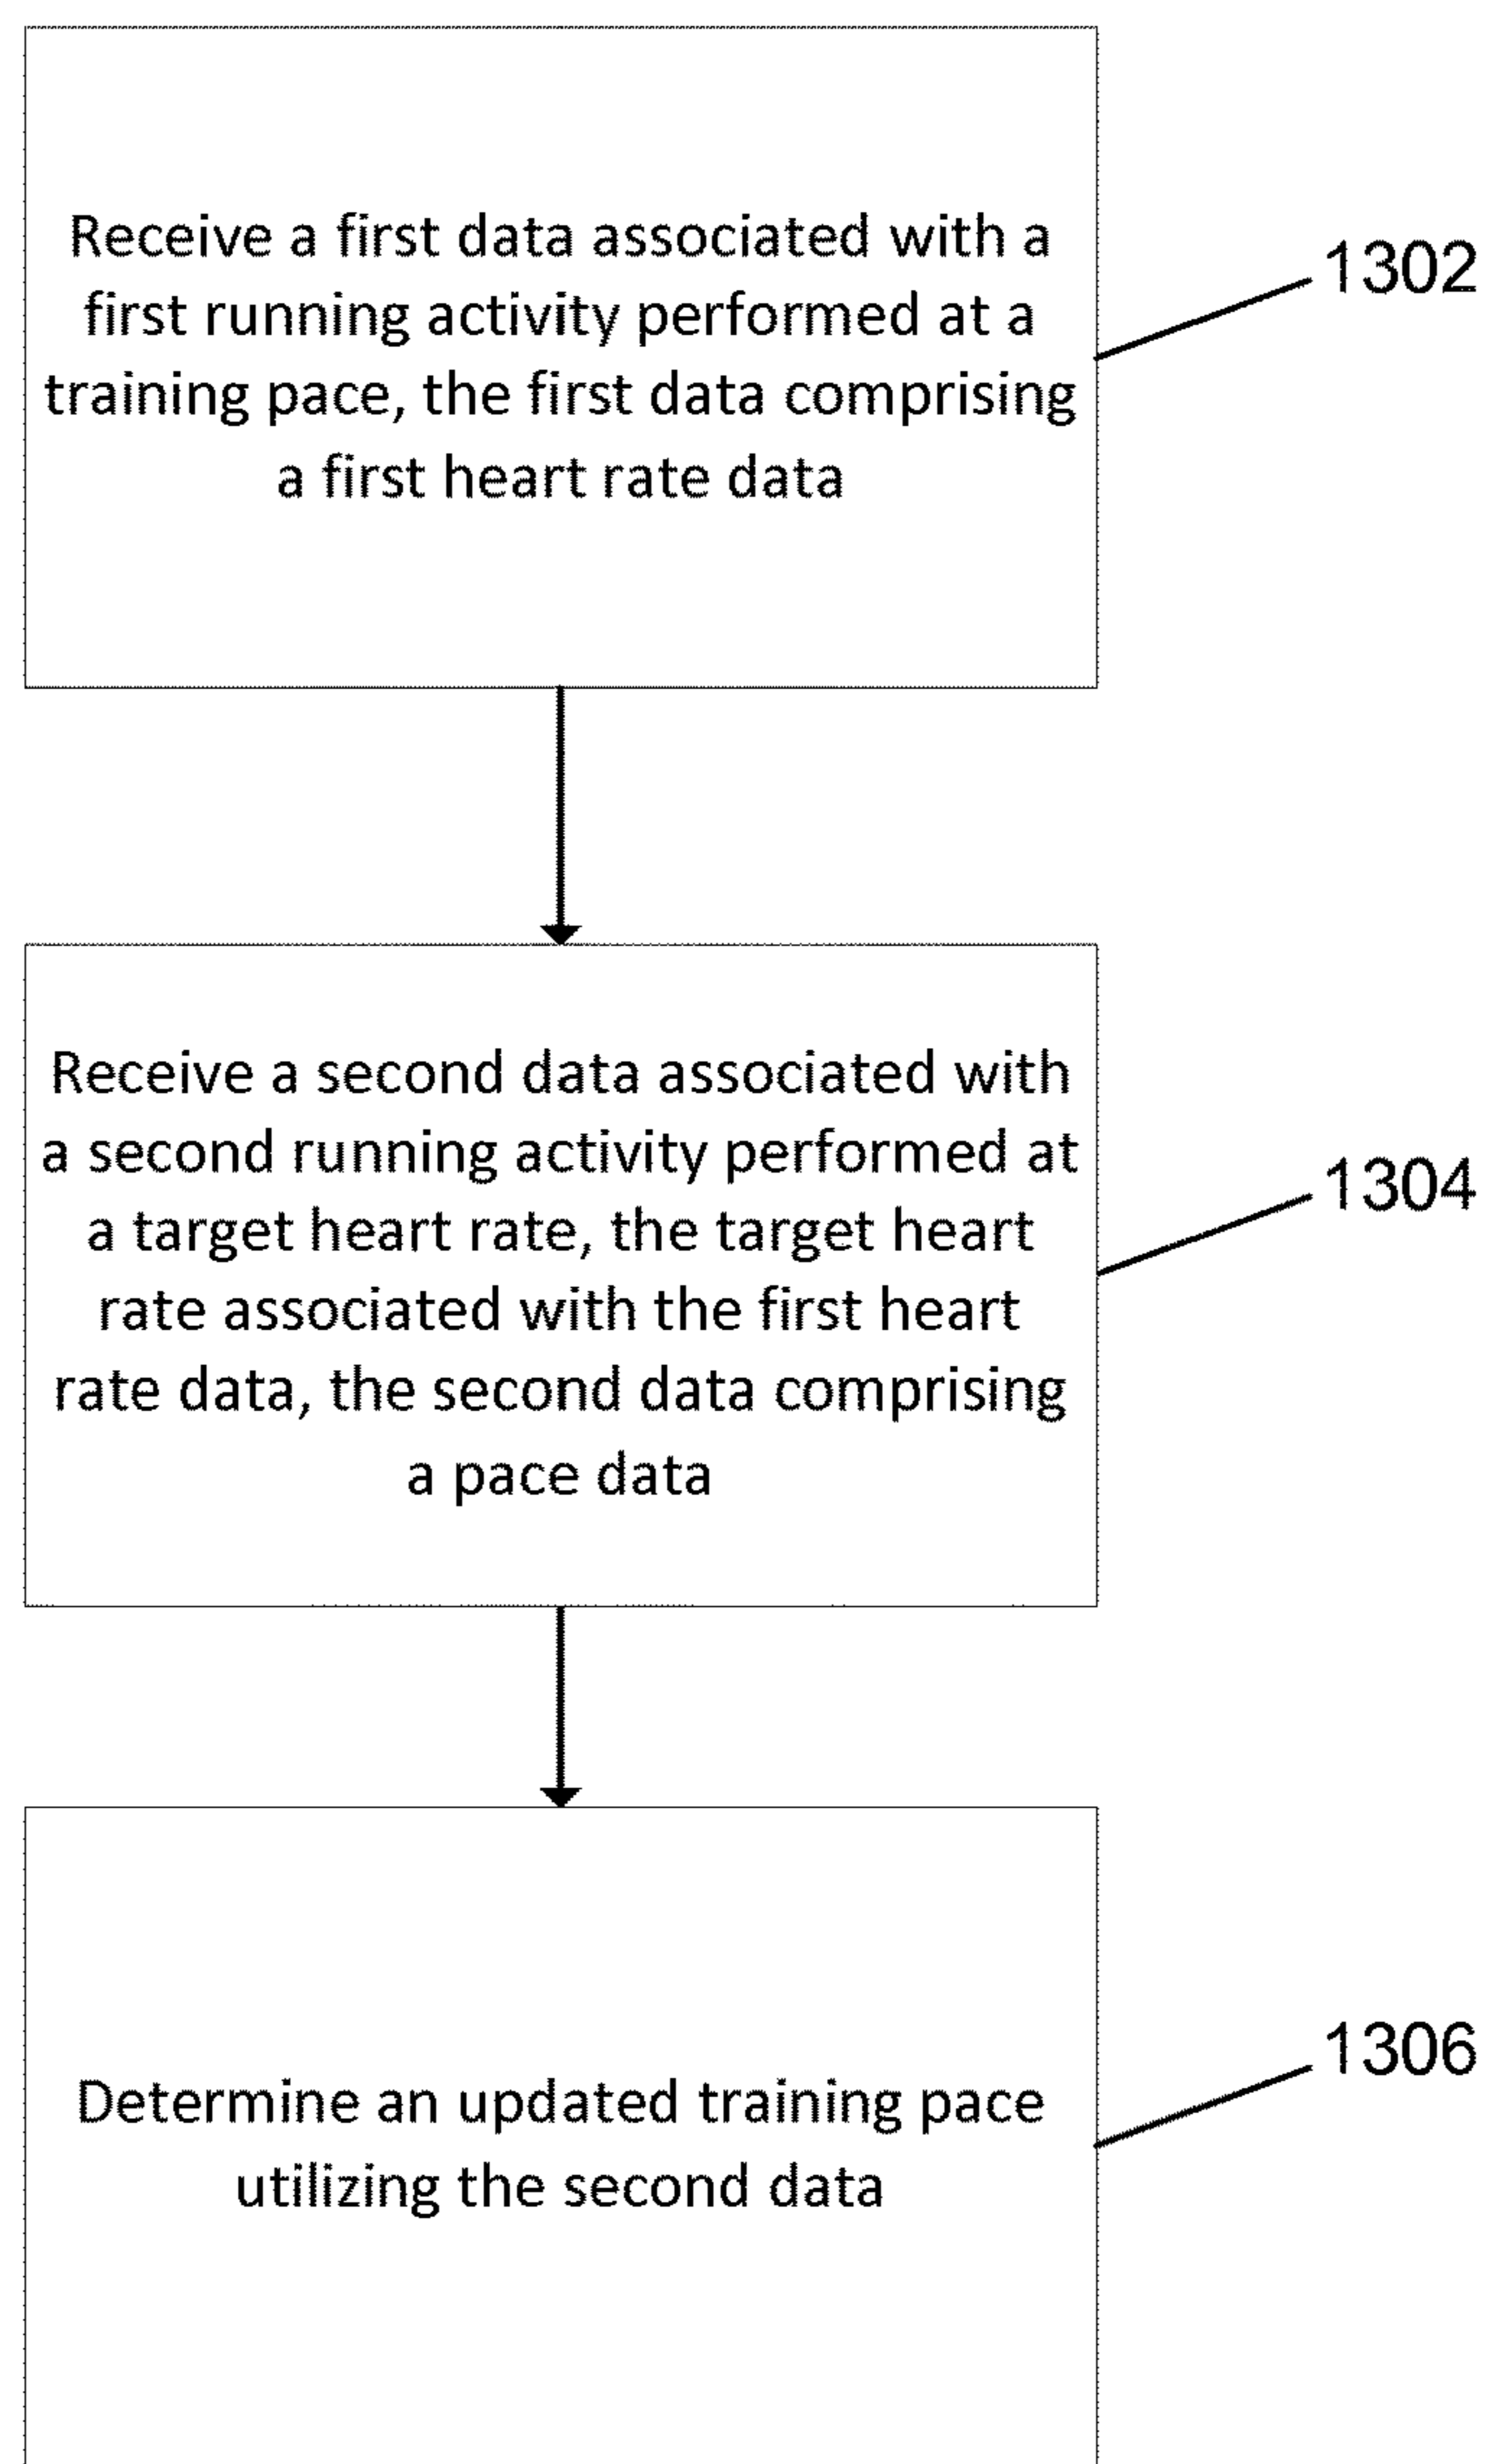 Receive a first data associated with a
first running activity performed at a
training pace, the first data comprising
a first heart rate data
1302
Receive a second data associated with
a second running activity performed at
a target heart rate, the target heart
rate associated with the first heart
rate data, the second data comprising
a pace data
1304
Determine an updated training pace
utilizing the second data
1306